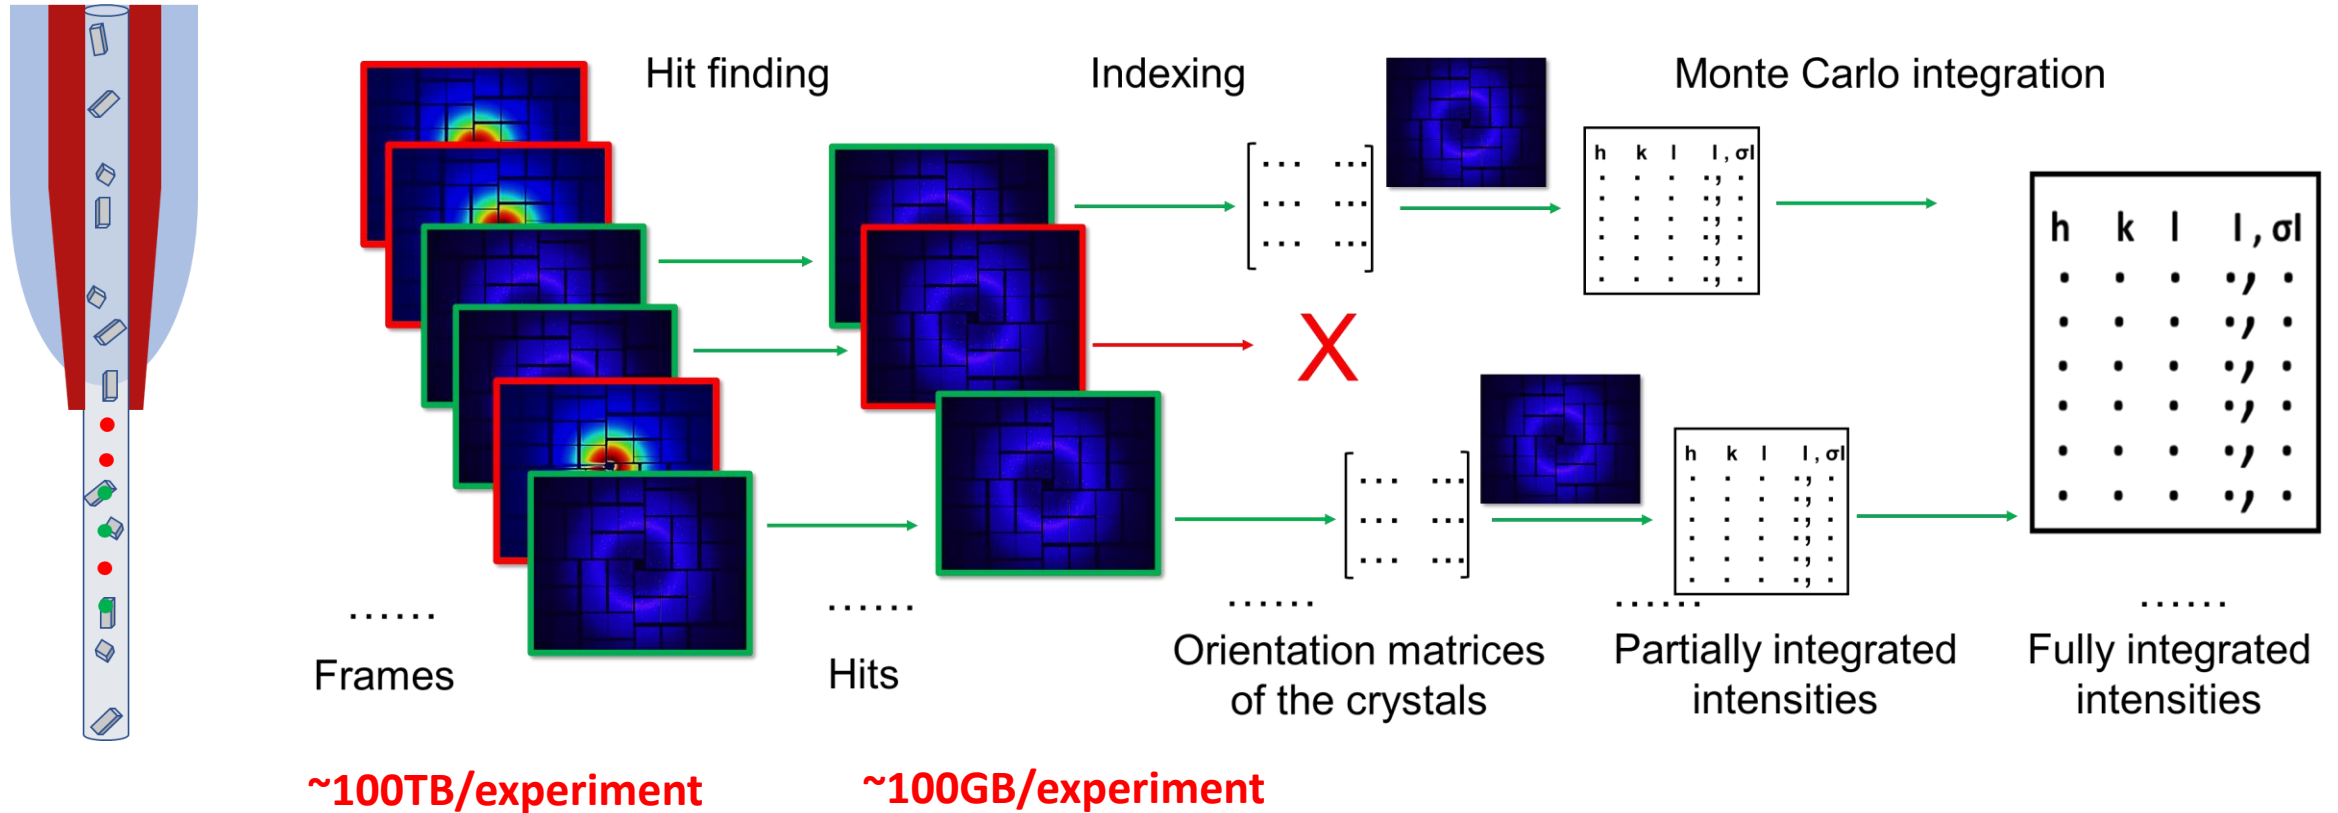 Hit finding
Indexing
Monte Carlo integration
h k l I , σI
h k l I , σI
h k l I , σI
X
......
......
......
......
......
Frames
Hits
Orientation matrices
of the crystals
Partially integrated
intensities
Fully integrated
intensities
~100TB/experiment
~100GB/experiment